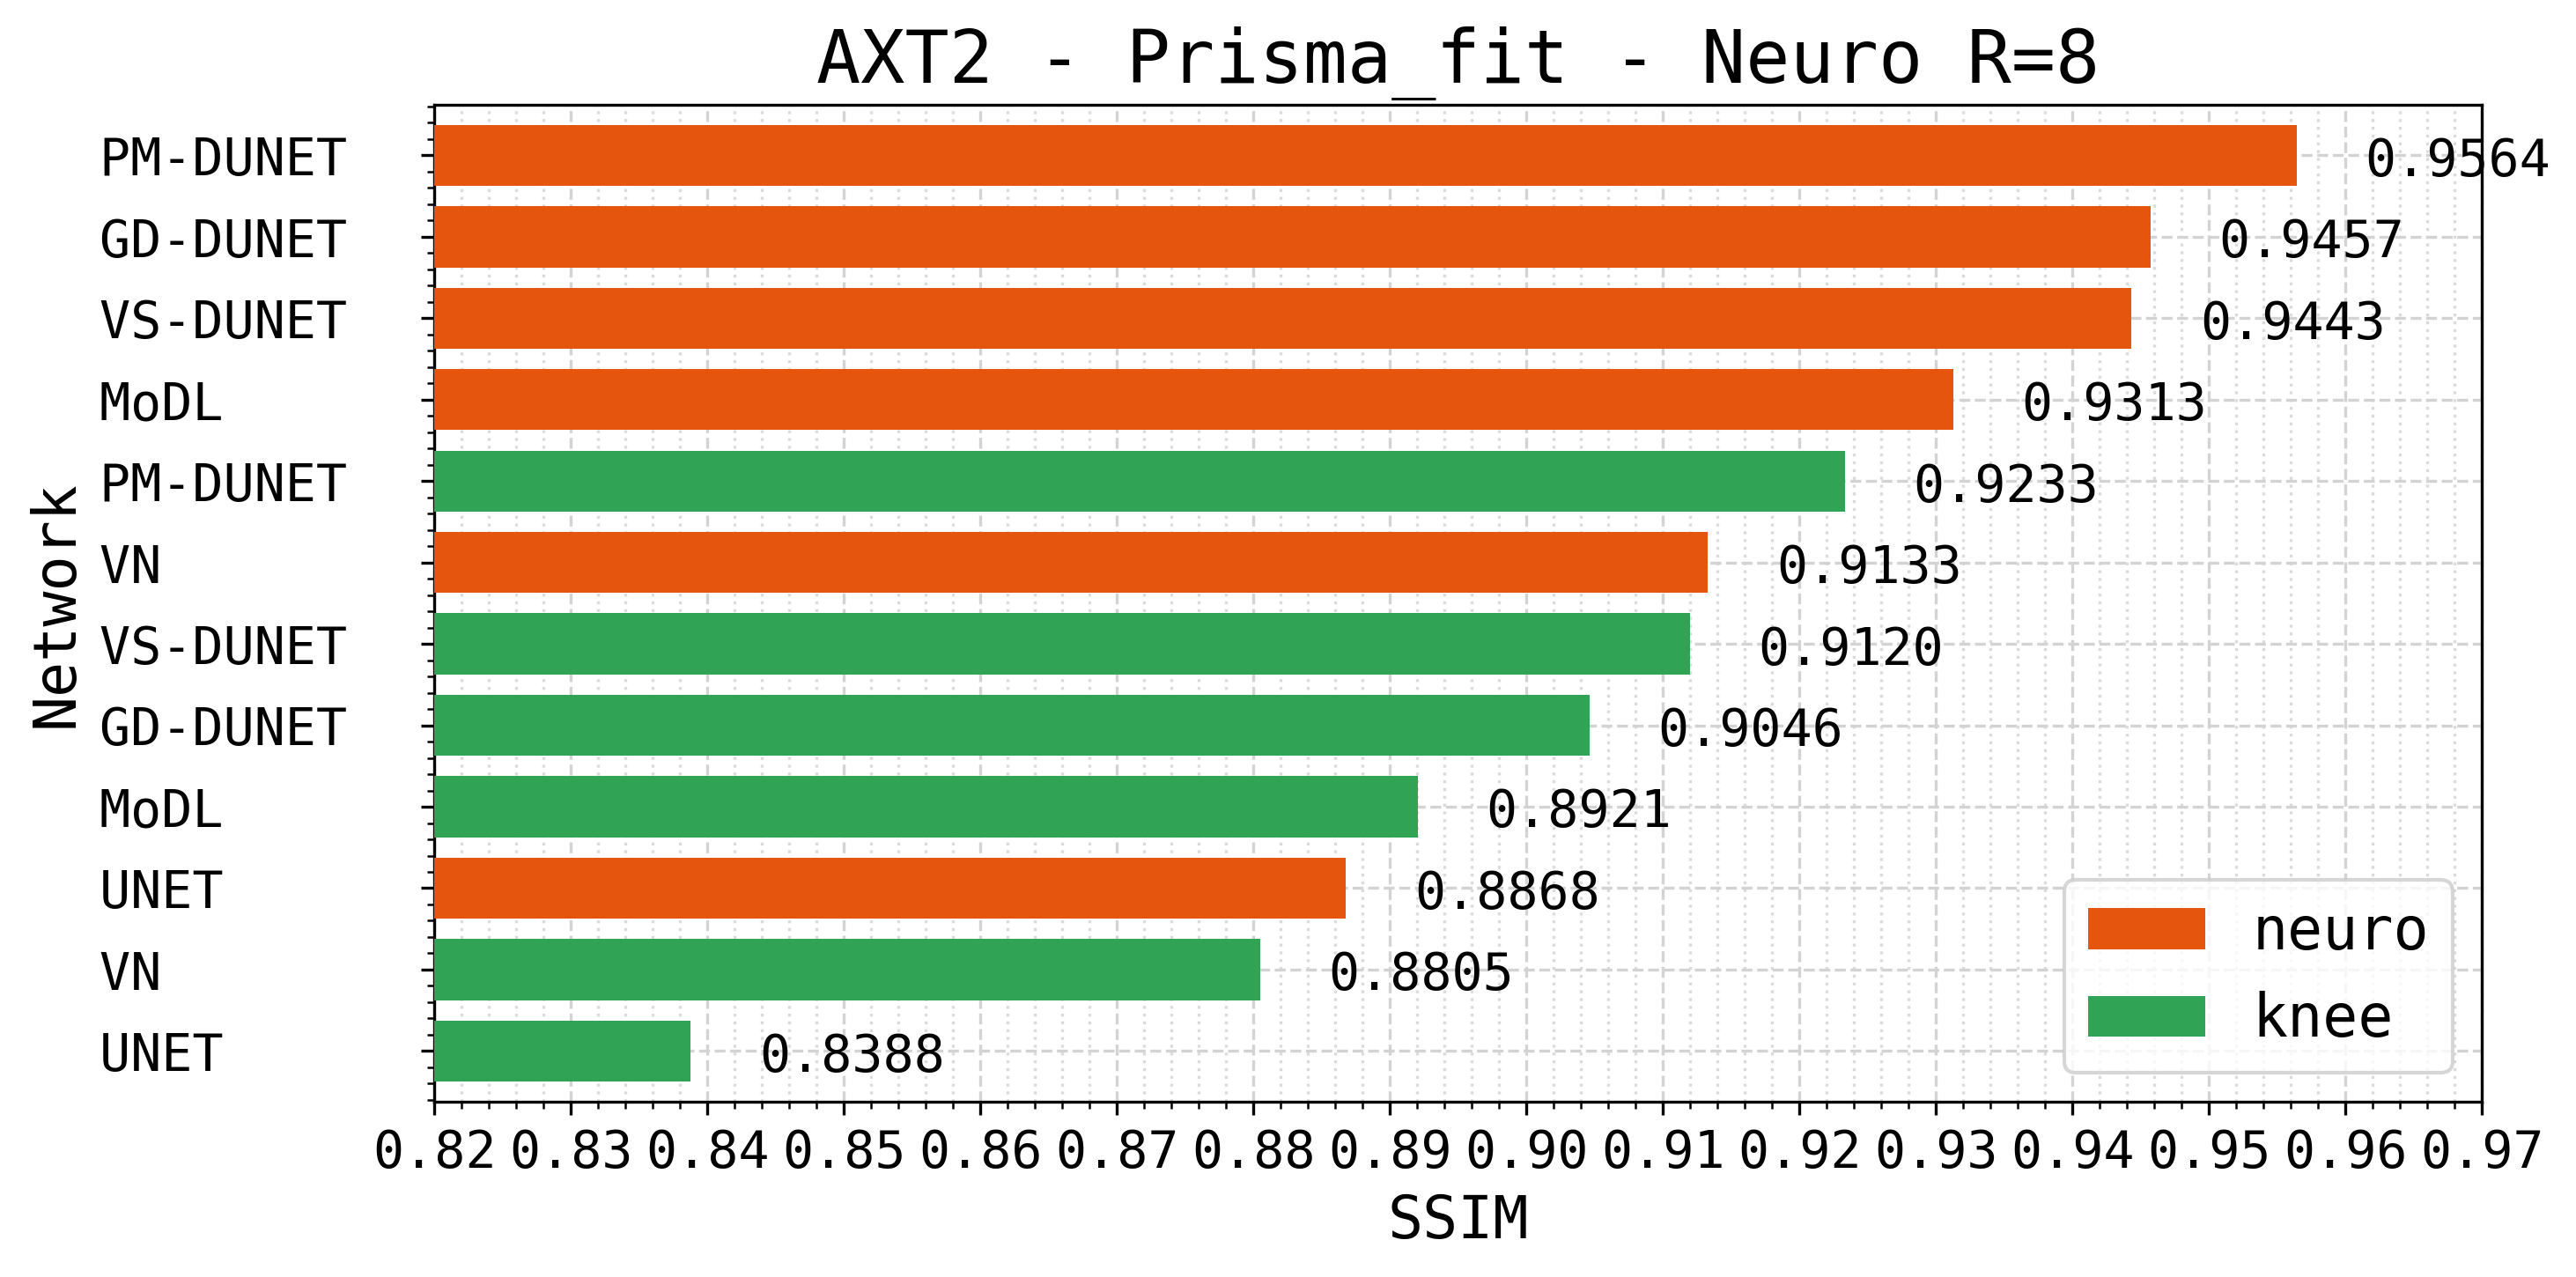 AXT2 - Prisma_fit - Neuro R=8
PM-DUNET 0.9564
GD-DUNET 0.9457
VS-DUNET 0.9443
MoDL 0.9313
PM-DUNET 0.9233
VN 0.9133
VS-DUNET 0.9120
GD-DUNET 0.9046
MoDL 0.8921
UNET 0.8868
VN 0.8805
UNET 0.8388
Network
neuro
knee
0.82 0.83 0.84 0.85 0.86 0.87 0.88 0.89 0.90 0.91 0.92 0.93 0.94 0.95 0.96 0.97
SSIM